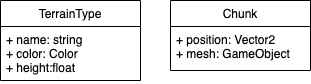 TerrainType
+ name: string
+ color: Color
+ height:float
Chunk
+ position: Vector2
+ mesh: GameObject